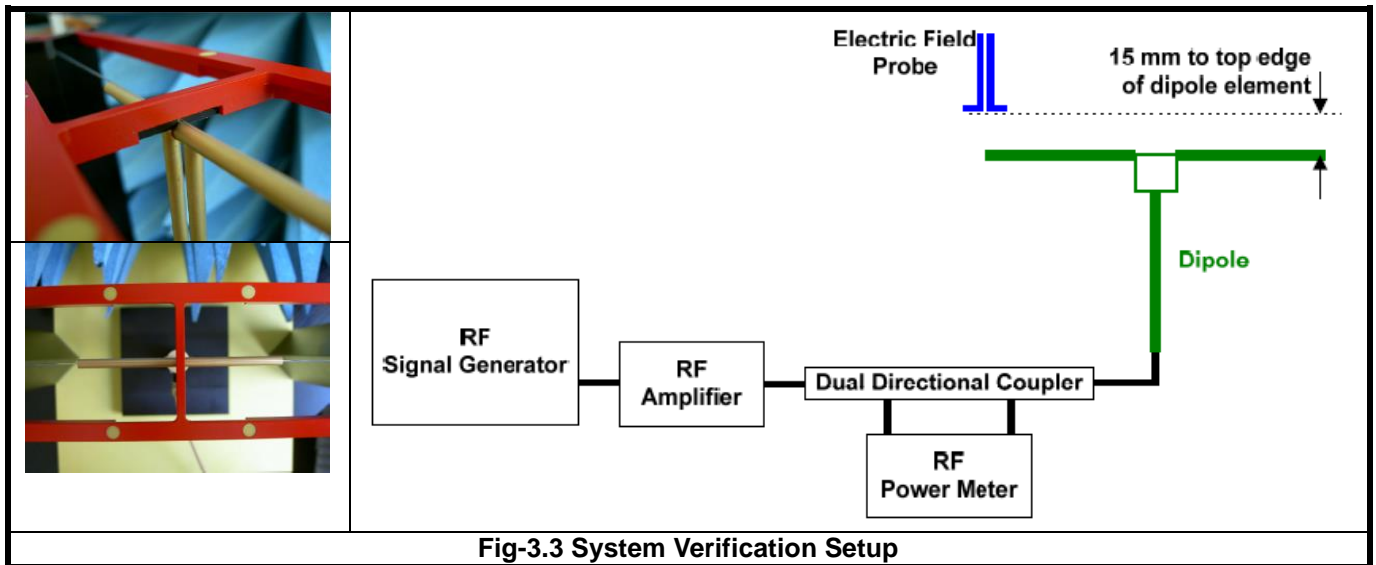 Electric Field
Probe
15 mm to top edge
of dipole element
Dipole
RF
Signal Generator
RF
Amplifier
Dual Directional Coupler
RF
Power Meter
Fig-3.3 System Verification Setup